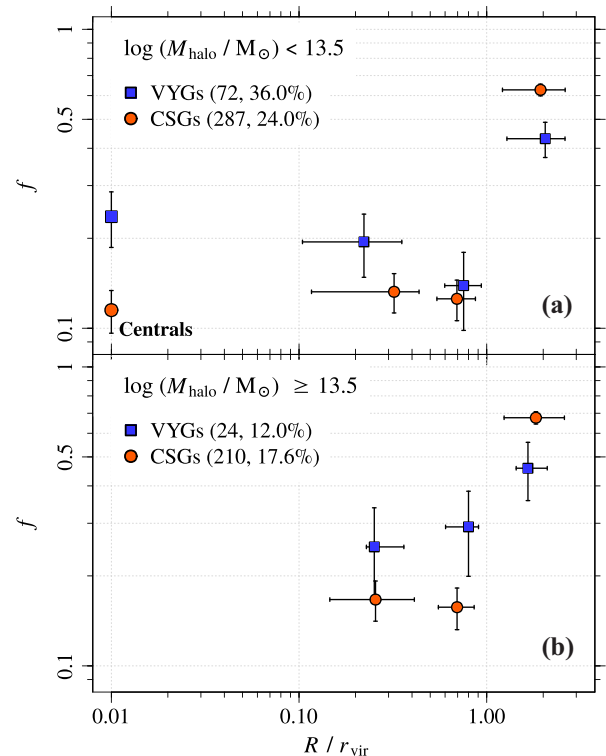 1
log (M_halo / M_⊙) < 13.5
VYGs (72, 36.0%)
CSGs (287, 24.0%)
0.5
f
0.1
Centrals
(a)
1
log (M_halo / M_⊙) ≥ 13.5
VYGs (24, 12.0%)
CSGs (210, 17.6%)
0.5
f
0.1
(b)
0.01 0.10 1.00
R / r_vir